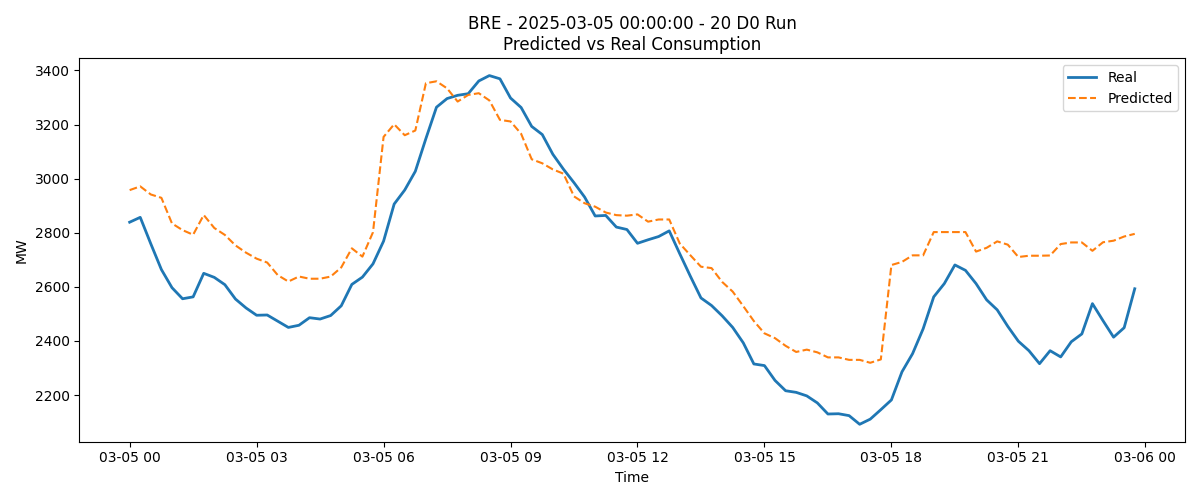 BRE - 2025-03-05 00:00:00 - 20 D0 Run
Predicted vs Real Consumption
Real
Predicted
MW
3400
3200
3000
2800
2600
2400
2200
03-05 00
03-05 03
03-05 06
03-05 09
03-05 12
03-05 15
03-05 18
03-05 21
03-06 00
Time